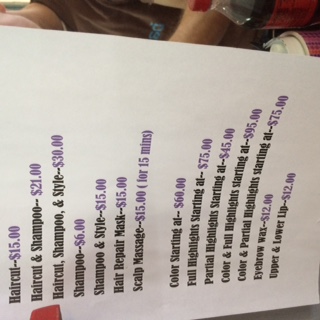 Haircut--$15.00
Haircut & Shampoo-- $21.00
Haircut, Shampoo, & Style--$30.00
Shampoo--$6.00
Shampoo & Style--$15.00
Hair Repair Mask--$15.00
Scalp Massage--$15.00 ( for 15 mins)
Color Starting at-- $60.00
Full Highlights Starting at-- $75.00
Partial Highlights Starting at--$45.00
Color & Full Highlights starting at--$95.00
Color & Partial Highlights starting at--$75.00
Eyebrow wax--$12.00
Upper & Lower Lip--$12.00